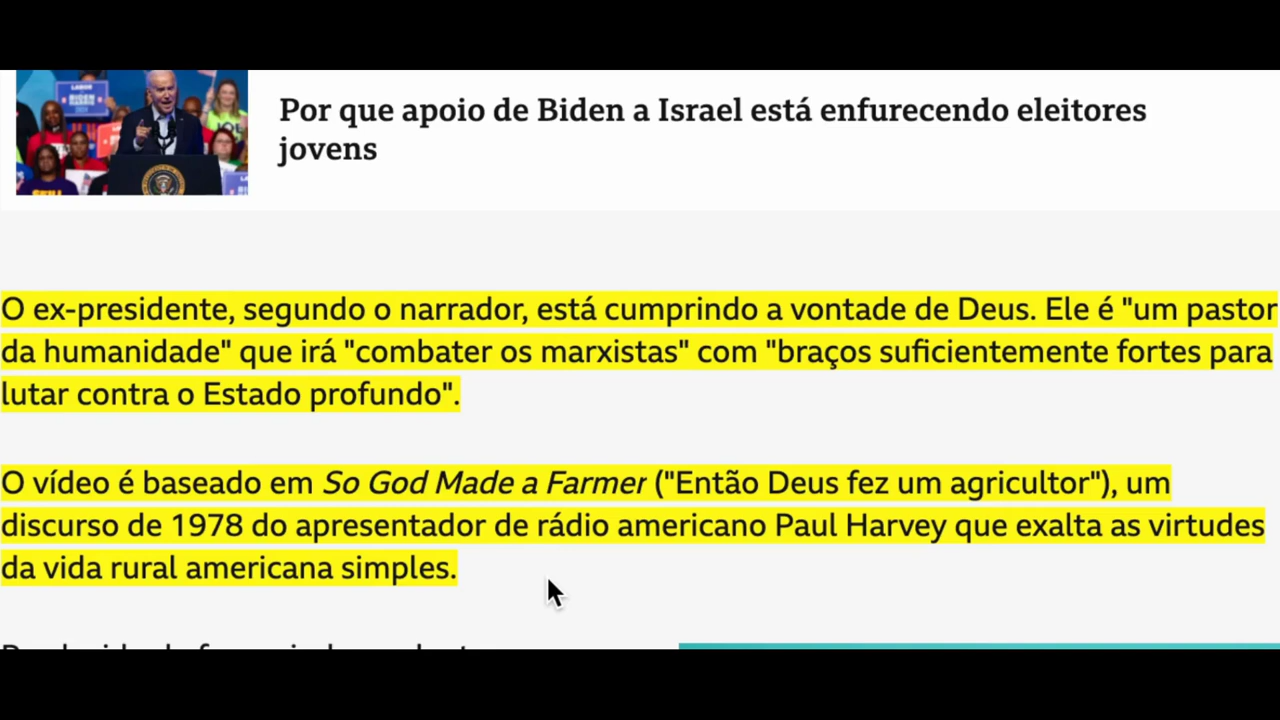 Por que apoio de Biden a Israel está enfurecendo eleitores
jovens
O ex-presidente, segundo o narrador, está cumprindo a vontade de Deus. Ele é "um pastor
da humanidade" que irá "combater os marxistas" com "braços suficientemente fortes para
lutar contra o Estado profundo".
O vídeo é baseado em So God Made a Farmer ("Então Deus fez um agricultor"), um
discurso de 1978 do apresentador de rádio americano Paul Harvey que exalta as virtudes
da vida rural americana simples.